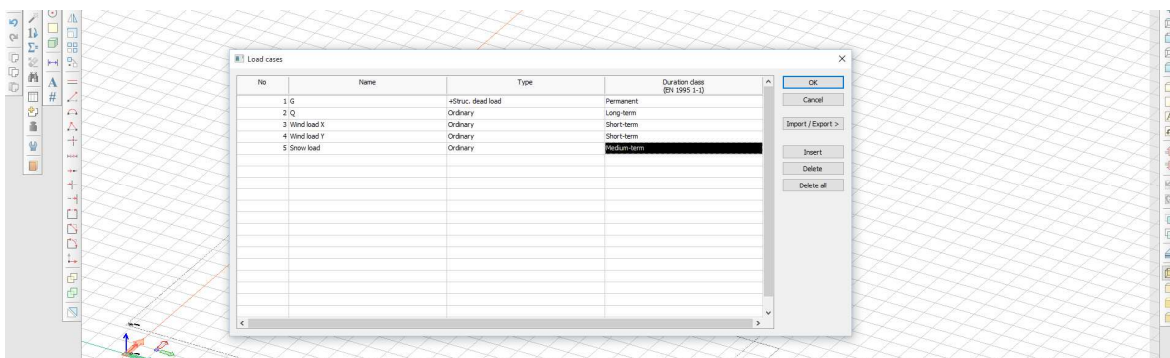 Load cases
No Name Type Duration class
(EN 1995 1-1)
1 G +Struc. dead load Permanent
2 Q Ordinary Long-term
3 Wind load X Ordinary Short-term
4 Wind load Y Ordinary Short-term
5 Snow load Ordinary Medium-term
OK
Cancel
Import / Export >
Insert
Delete
Delete all